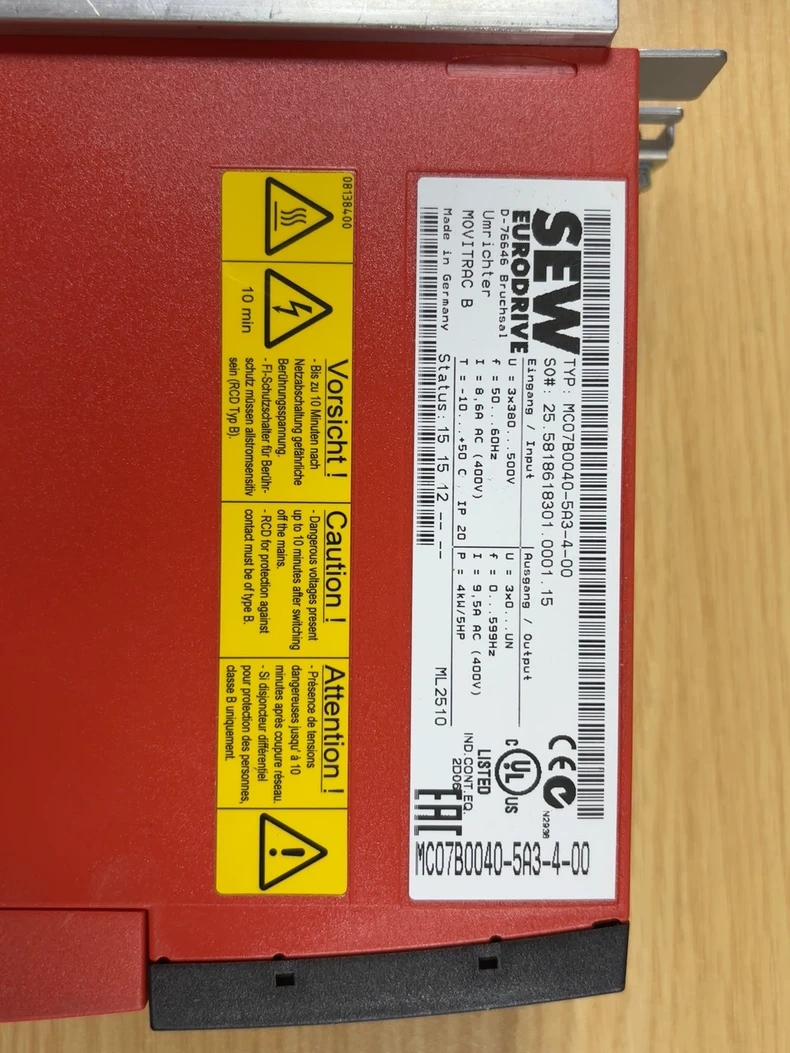 SEW
EURODRIVE
D-76646 Bruchsal
Umrichter
MOVITRAC B
Made in Germany
TYP: MC07B0040-5A3-4-00
SO#: 25.5818618301.0001.15
Eingang / Input
U = 3x380...500V
f = 50...60Hz
I = 8,6A AC (400V)
T = -10...+50 C IP 20
Ausgang / Output
U = 3x0...UN
f = 0...599Hz
I = 9,5A AC (400V)
P = 4kW/5HP
Status: 15 15 12 -- -- --
ML2510
CE
N2936
C UL US
LISTED
IND.CONT.EQ.
2D06
EAC
MC07B0040-5A3-4-00
08138400
10 min
Vorsicht !
- Bis zu 10 Minuten nach
Netzabschaltung gefährliche
Berührungsspannung.
- FI-Schutzschalter für Berühr-
schutz müssen allstromsensitiv
sein (RCD Typ B).
Caution !
- Dangerous voltages present
up to 10 minutes after switching
off the mains.
- RCD for protection against
contact must be of type B.
Attention !
- Présence de tensions
dangereuses jusqu' à 10
minutes après coupure réseau.
- Si disjoncteur différentiel
pour protection des personnes,
classe B uniquement.